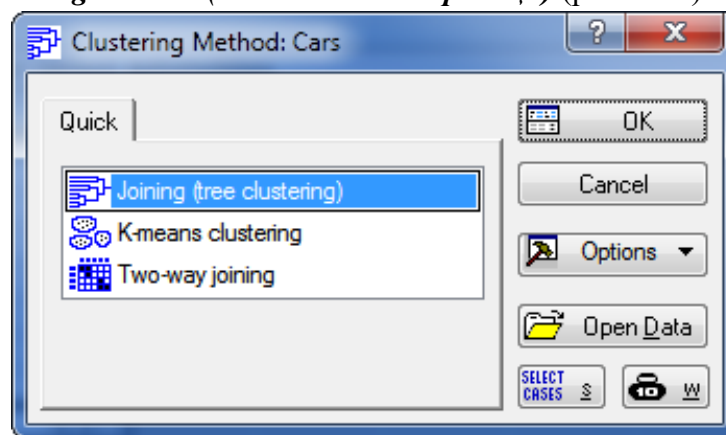 Clustering Method: Cars
?
Quick
OK
Joining (tree clustering)
Cancel
K-means clustering
Options
Two-way joining
Open Data
SELECT
CASES S
W